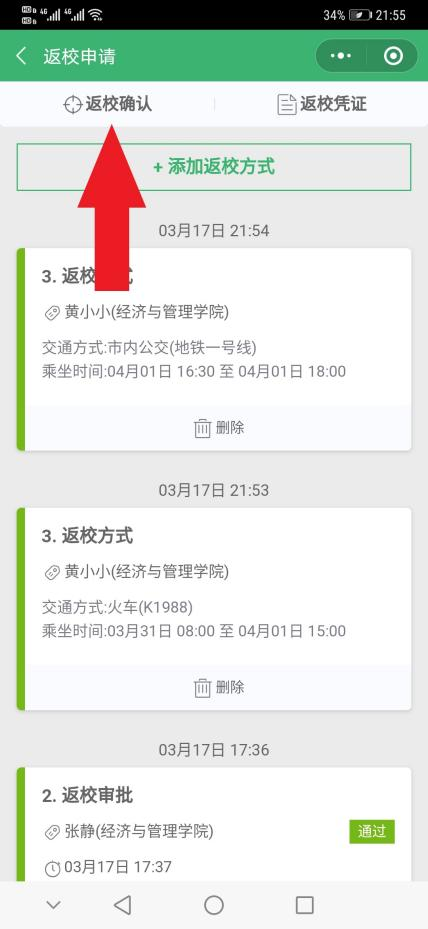 HD 4G 4G 34% 21:55
HD
返校申请
返校确认 返校凭证
+ 添加返校方式
03月17日 21:54
3. 返校 式
黄小小(经济与管理学院)
交通方式:市内公交(地铁一号线)
乘坐时间:04月01日 16:30 至 04月01日 18:00
删除
03月17日 21:53
3. 返校方式
黄小小(经济与管理学院)
交通方式:火车(K1988)
乘坐时间:03月31日 08:00 至 04月01日 15:00
删除
03月17日 17:36
2. 返校审批
张静(经济与管理学院) 通过
03月17日 17:37